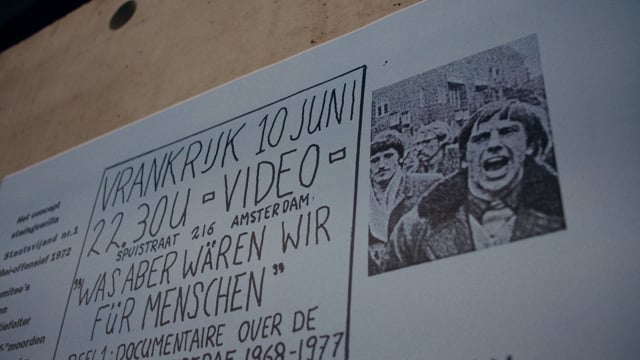 Het concept
stadsguerilla
Staatsvijand nr.1
Mei-offensief 1972
VRANKRIJK 10 JUNI
22.30U - VIDEO -
SPUISTRAAT 216 AMSTERDAM
"WAS ABER WÄREN WIR
FÜR MENSCHEN"
DEEL 1: DOCUMENTAIRE OVER DE
1968-1977